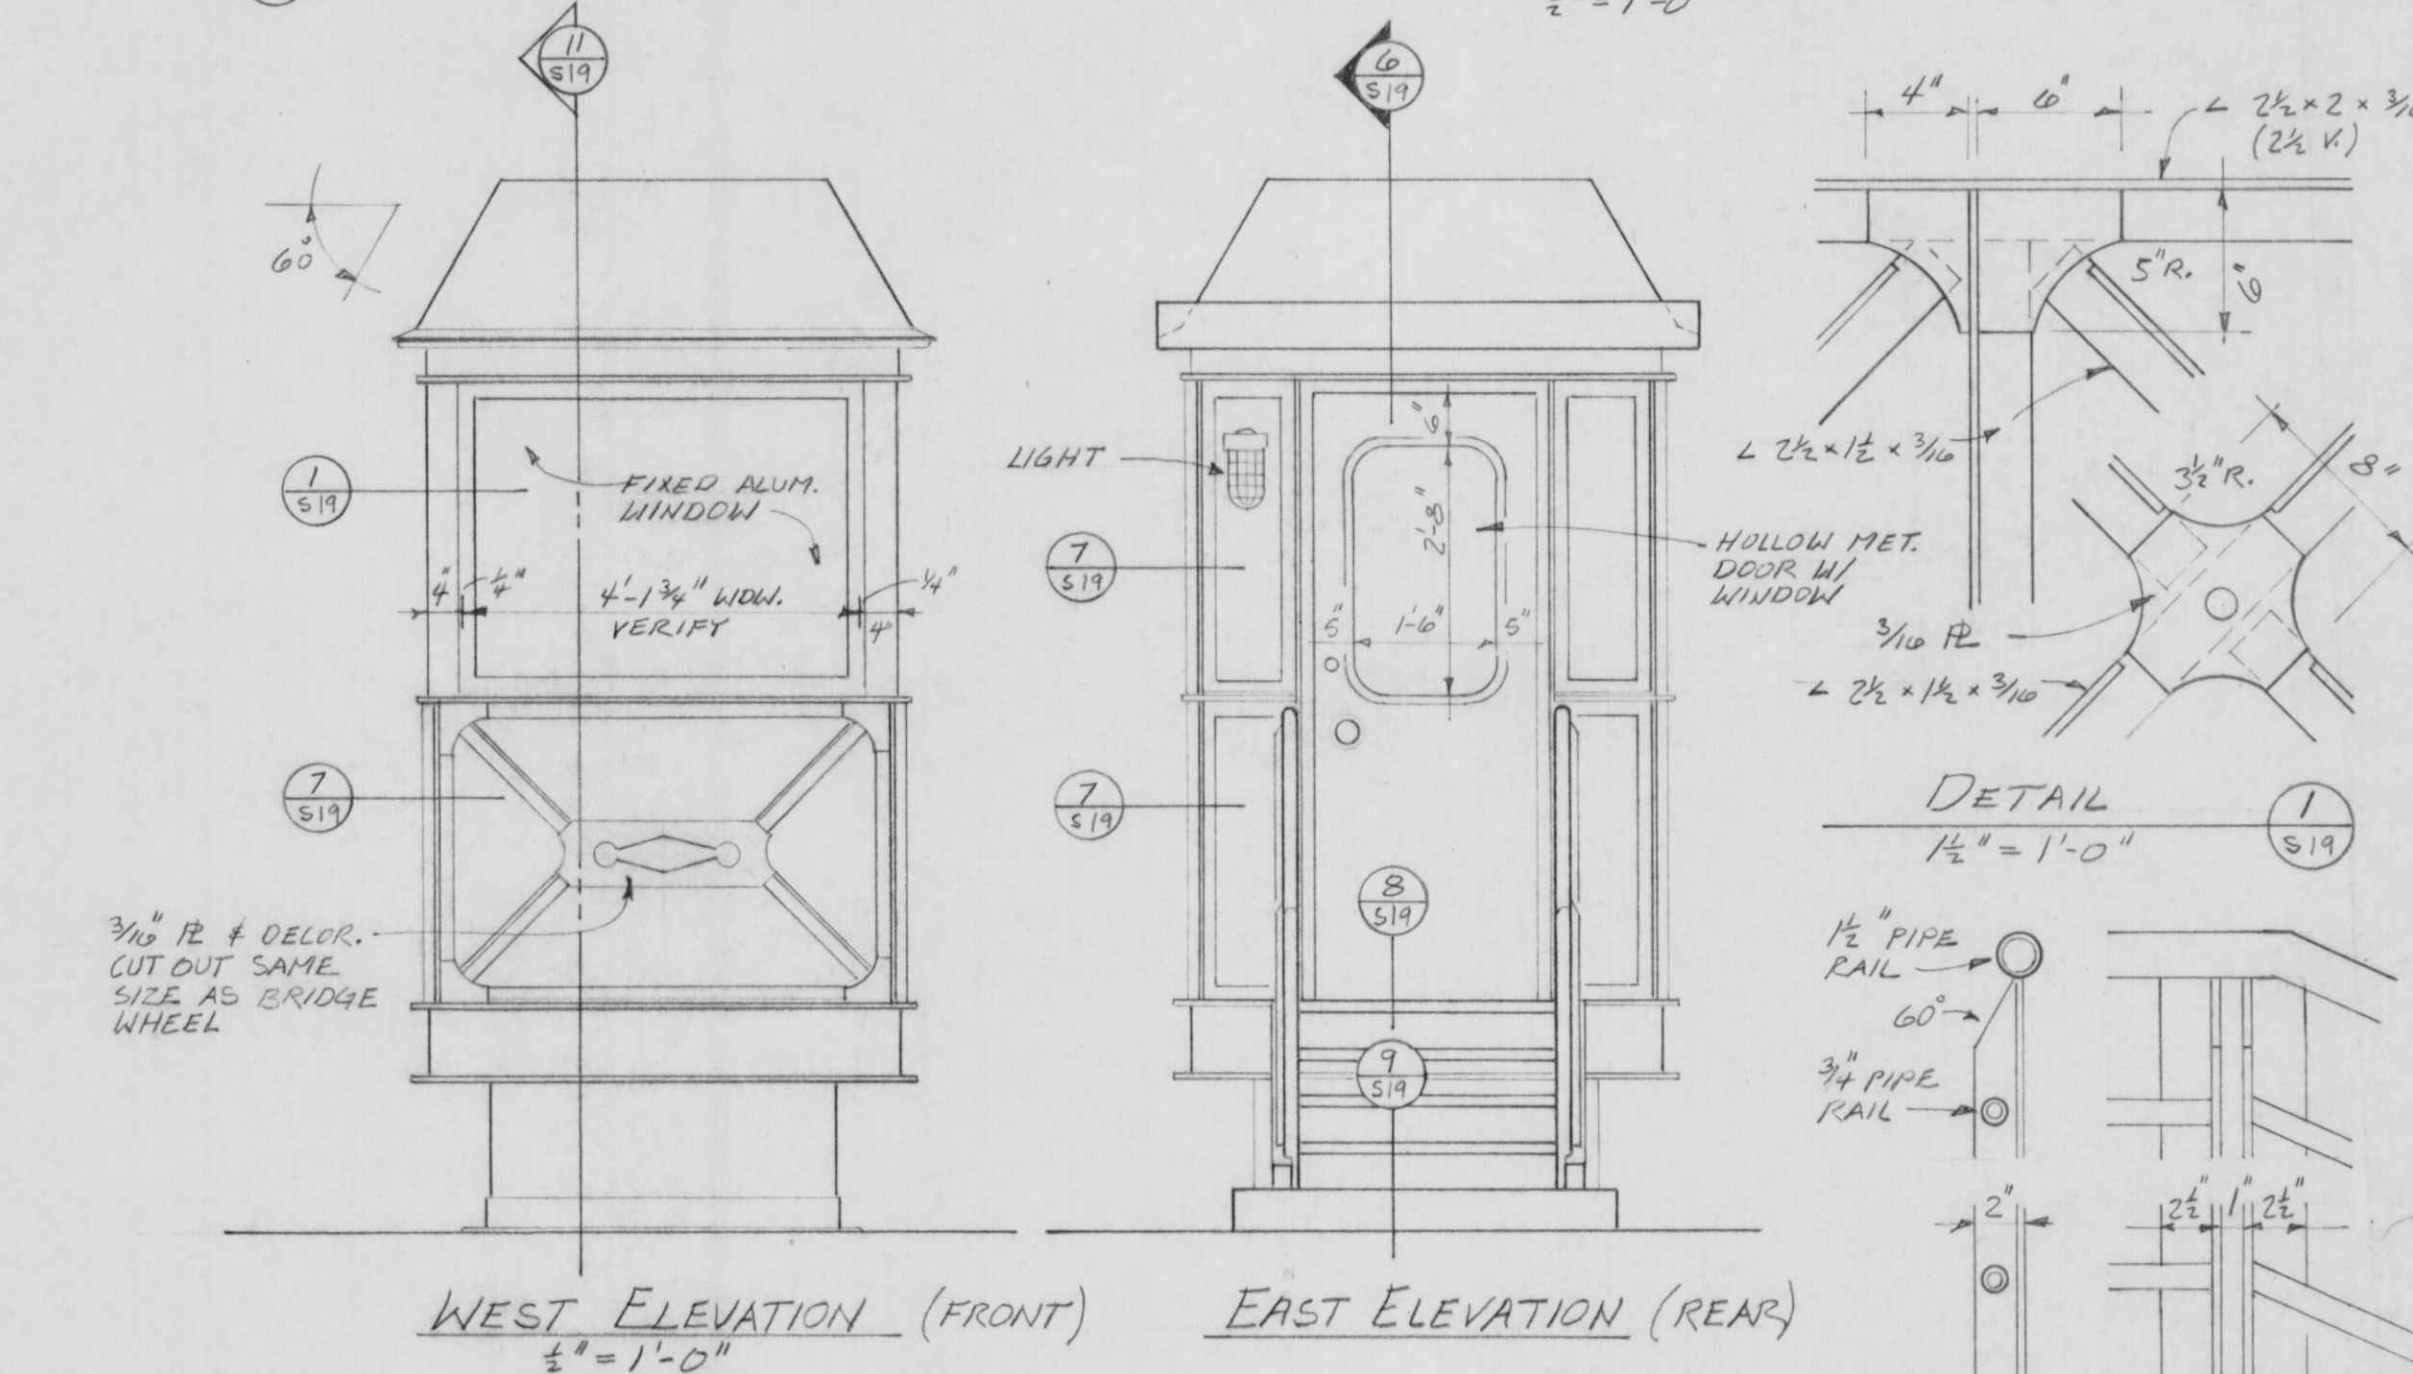 ½" = 1'-0"
11
S19
6
S19
60°
1
S19
FIXED ALUM.
WINDOW
4"
¼"
4'-1¾" WDW.
VERIFY
¼"
4"
7
S19
3/16" PL & DECOR.
CUT OUT SAME
SIZE AS BRIDGE
WHEEL
WEST ELEVATION (FRONT)
½" = 1'-0"
LIGHT
7
S19
7
S19
6"
2'-8"
5"
1'-6"
5"
HOLLOW MET.
DOOR W/
WINDOW
8
S19
9
S19
EAST ELEVATION (REAR)
4"
6"
L 2½ x 2 x 3/16
(2½ V.)
5"R.
6"
L 2½ x 1½ x 3/16
3½"R.
8"
3/16 PL
L 2½ x 1½ x 3/16
DETAIL
1½" = 1'-0"
1
S19
1½" PIPE
RAIL
60°
¾" PIPE
RAIL
2"
2½"
1"
2½"